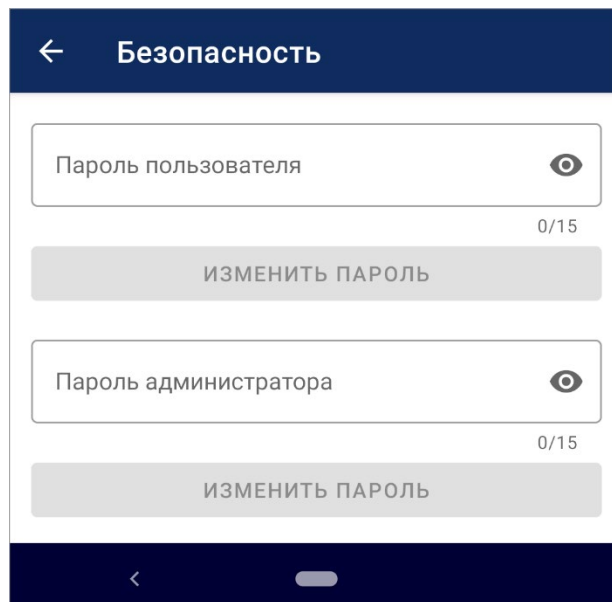 Безопасность
Пароль пользователя
0/15
ИЗМЕНИТЬ ПАРОЛЬ
Пароль администратора
0/15
ИЗМЕНИТЬ ПАРОЛЬ